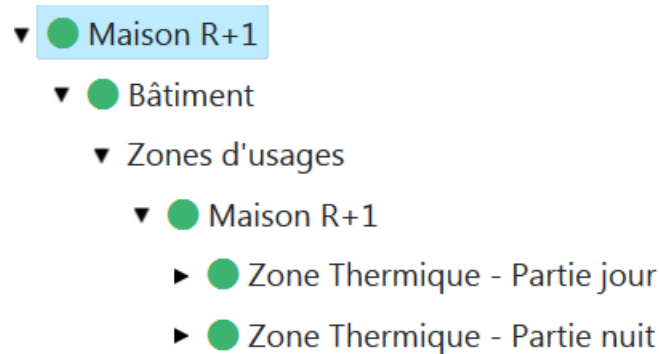 Maison R+1
Bâtiment
Zones d'usages
Maison R+1
Zone Thermique - Partie jour
Zone Thermique - Partie nuit